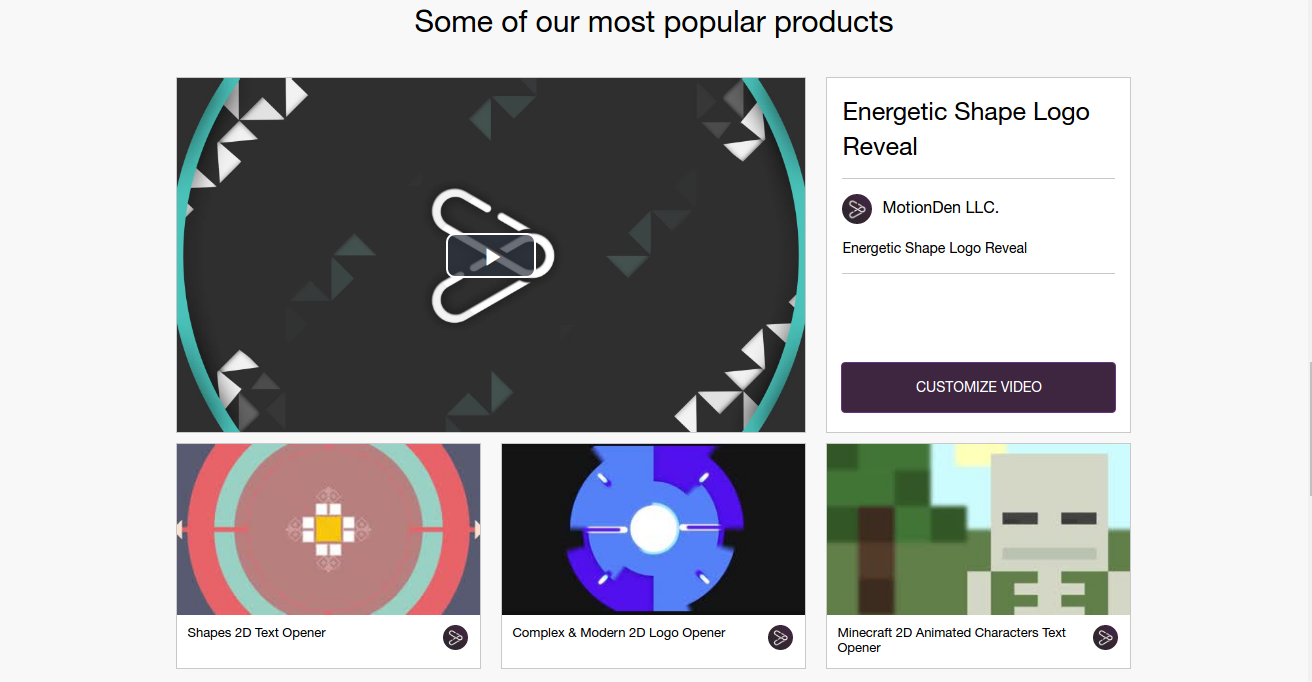 Some of our most popular products
Energetic Shape Logo
Reveal
MotionDen LLC.
Energetic Shape Logo Reveal
CUSTOMIZE VIDEO
Shapes 2D Text Opener
Complex & Modern 2D Logo Opener
Minecraft 2D Animated Characters Text
Opener